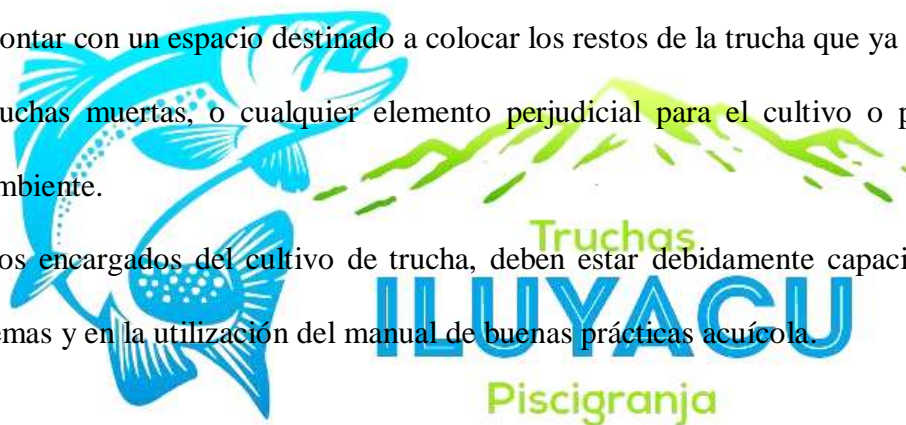 ontar con un espacio destinado a colocar los restos de la trucha que ya
uchas muertas, o cualquier elemento perjudicial para el cultivo o p
mbiente.
Truchas
os encargados del cultivo de trucha, deben estar debidamente capaci
ILUYACU
emas y en la utilización del manual de buenas prácticas acuícola.
Piscigranja